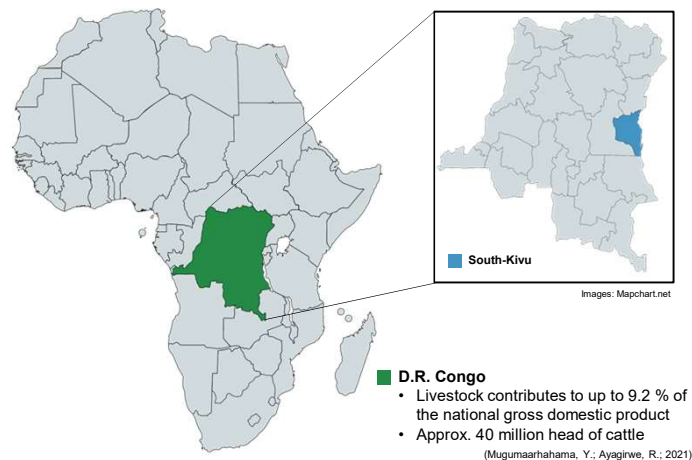 South-Kivu
Images: Mapchart.net
D.R. Congo
• Livestock contributes to up to 9.2 % of
the national gross domestic product
• Approx. 40 million head of cattle
(Mugumaarhahama, Y.; Ayagirwe, R.; 2021)